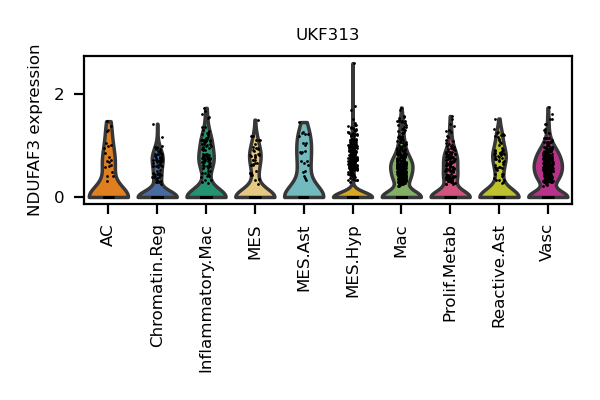 UKF313
NDUFAF3 expression
2
0
AC
Chromatin.Reg
Inflammatory.Mac
MES
MES.Ast
MES.Hyp
Mac
Prolif.Metab
Reactive.Ast
Vasc